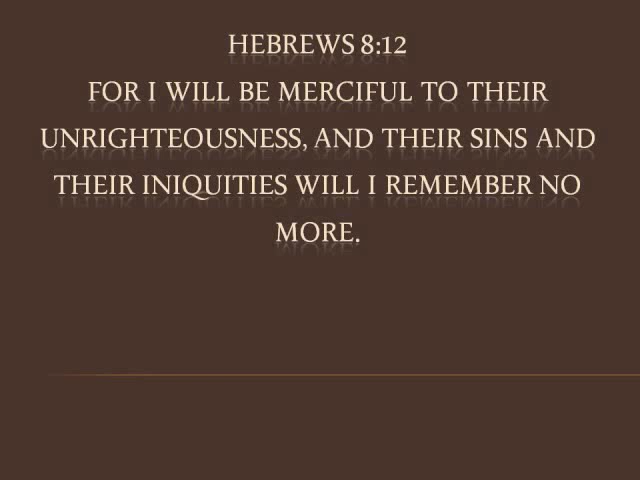 HEBREWS 8:12
FOR I WILL BE MERCIFUL TO THEIR
UNRIGHTEOUSNESS, AND THEIR SINS AND
THEIR INIQUITIES WILL I REMEMBER NO
MORE.